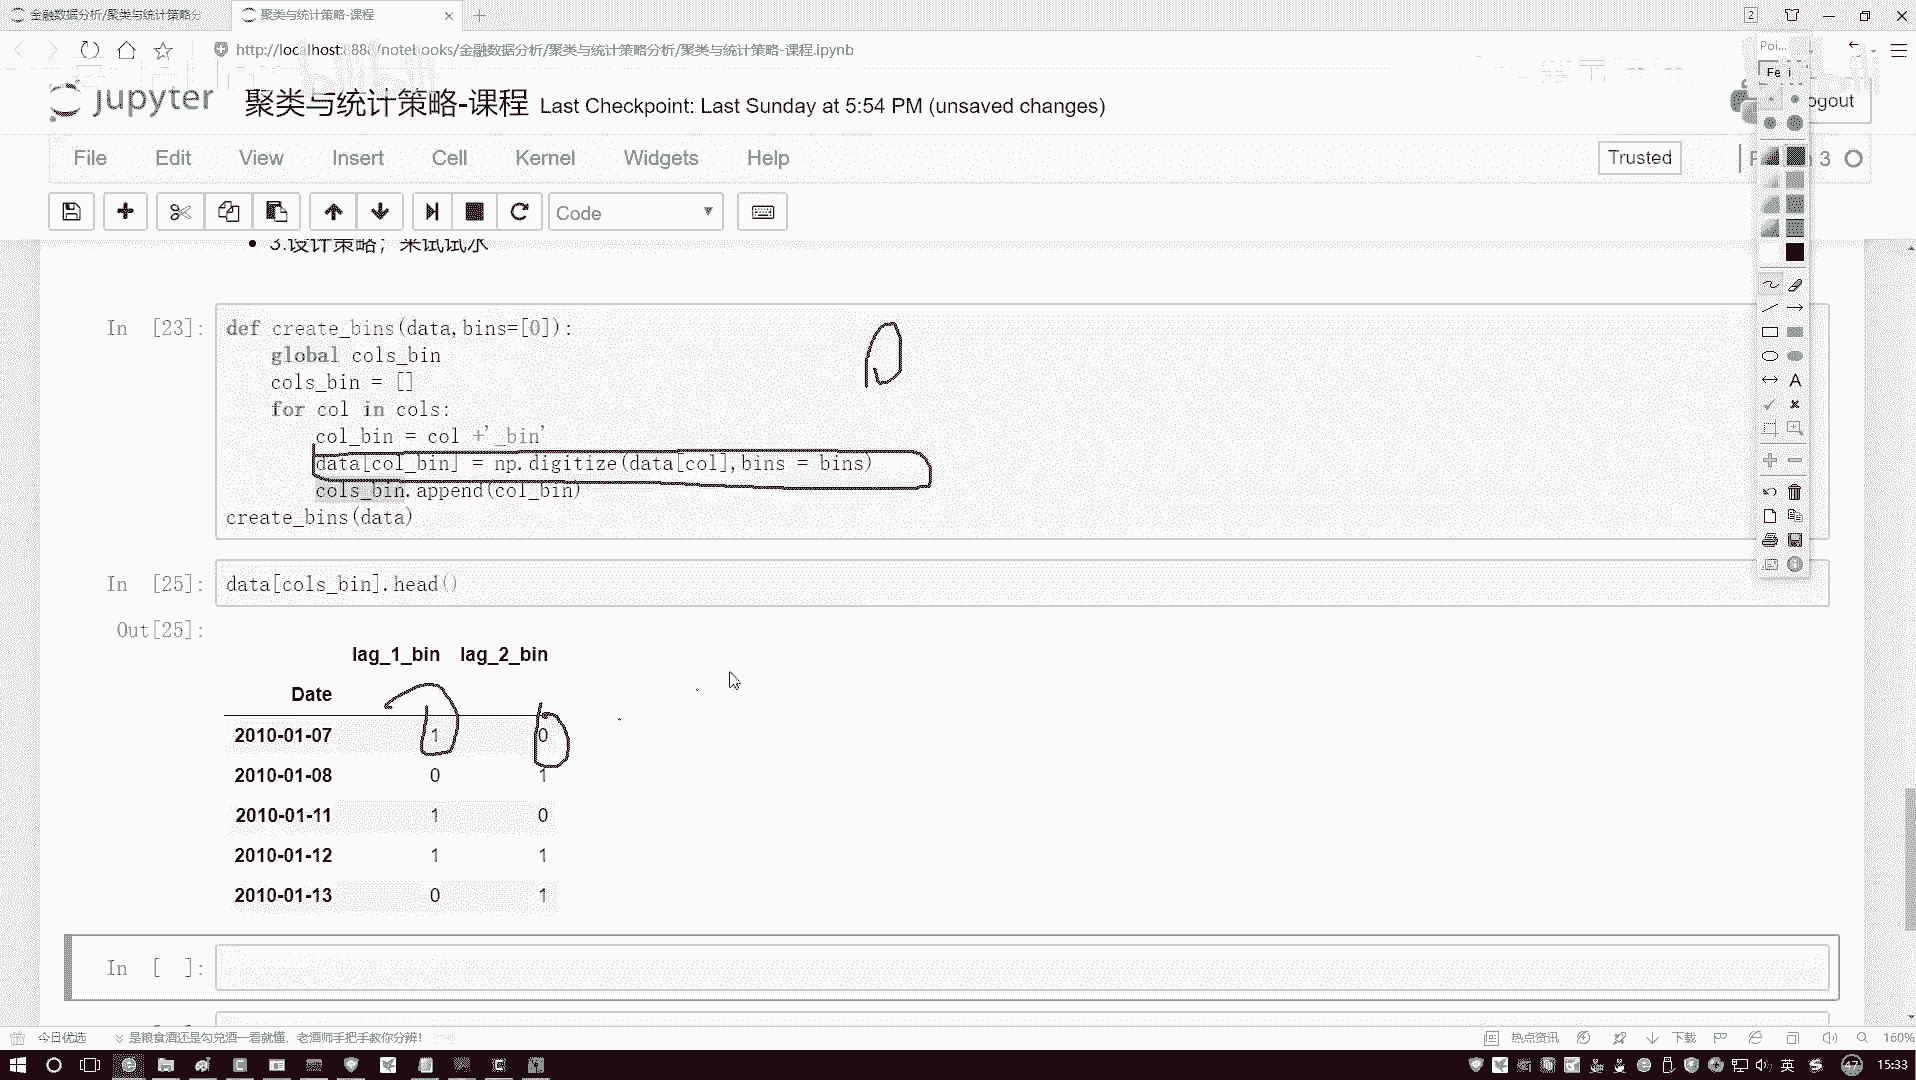 金融数据分析/聚类与统计策略分
聚类与统计策略-课程
2
http://localhost:888/notebooks/金融数据分析/聚类与统计策略分析/聚类与统计策略-课程.ipynb
Poi...
jupyter 聚类与统计策略-课程 Last Checkpoint: Last Sunday at 5:54 PM (unsaved changes)
ogout
File Edit View Insert Cell Kernel Widgets Help
Trusted
3
Code
3.设计策略，来试试水
In [23]: def create_bins(data,bins=[0]):
global cols_bin
cols_bin = []
for col in cols:
col_bin = col +'_bin'
data[col_bin] = np.digitize(data[col],bins = bins)
cols_bin.append(col_bin)
create_bins(data)
In [25]: data[cols_bin].head()
Out[25]:
lag_1_bin lag_2_bin
Date
2010-01-07 1 0
2010-01-08 0 1
2010-01-11 1 0
2010-01-12 1 1
2010-01-13 0 1
In [ ]:
今日优选 是粮食酒还是勾兑酒一看就懂，老酒师手把手教你分辨！
热点资讯 下载 160%
英 47 15:33